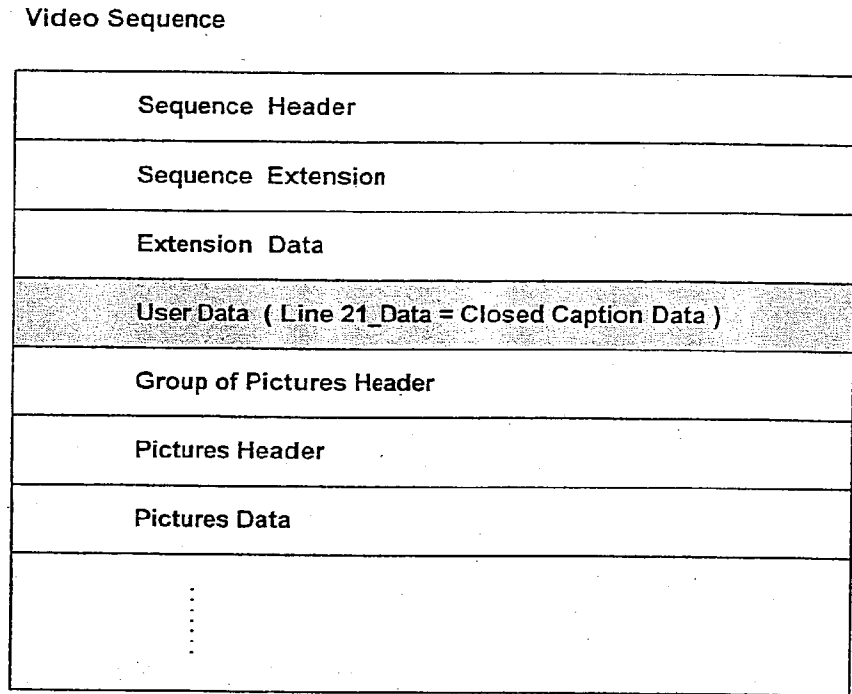 Video Sequence
Sequence Header
Sequence Extension
Extension Data
User Data ( Line 21_Data = Closed Caption Data )
Group of Pictures Header
Pictures Header
Pictures Data